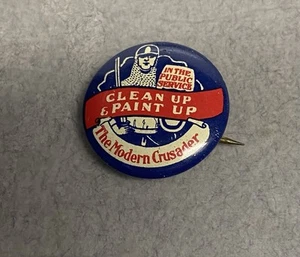 IN THE
PUBLIC
SERVICE
CLEAN UP
& PAINT UP
The Modern Crusader